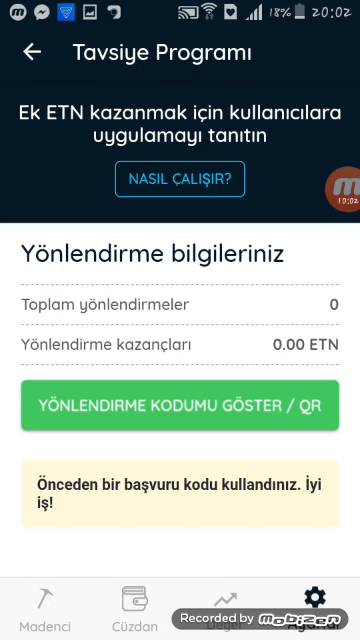 18% 20:02
Tavsiye Programı
Ek ETN kazanmak için kullanıcılara
uygulamayı tanıtın
NASIL ÇALIŞIR?
10:02
Yönlendirme bilgileriniz
Toplam yönlendirmeler 0
Yönlendirme kazançları 0.00 ETN
YÖNLENDİRME KODUMU GÖSTER / QR
Önceden bir başvuru kodu kullandınız. İyi
iş!
Madenci Cüzdan
Recorded by MOBIZEN